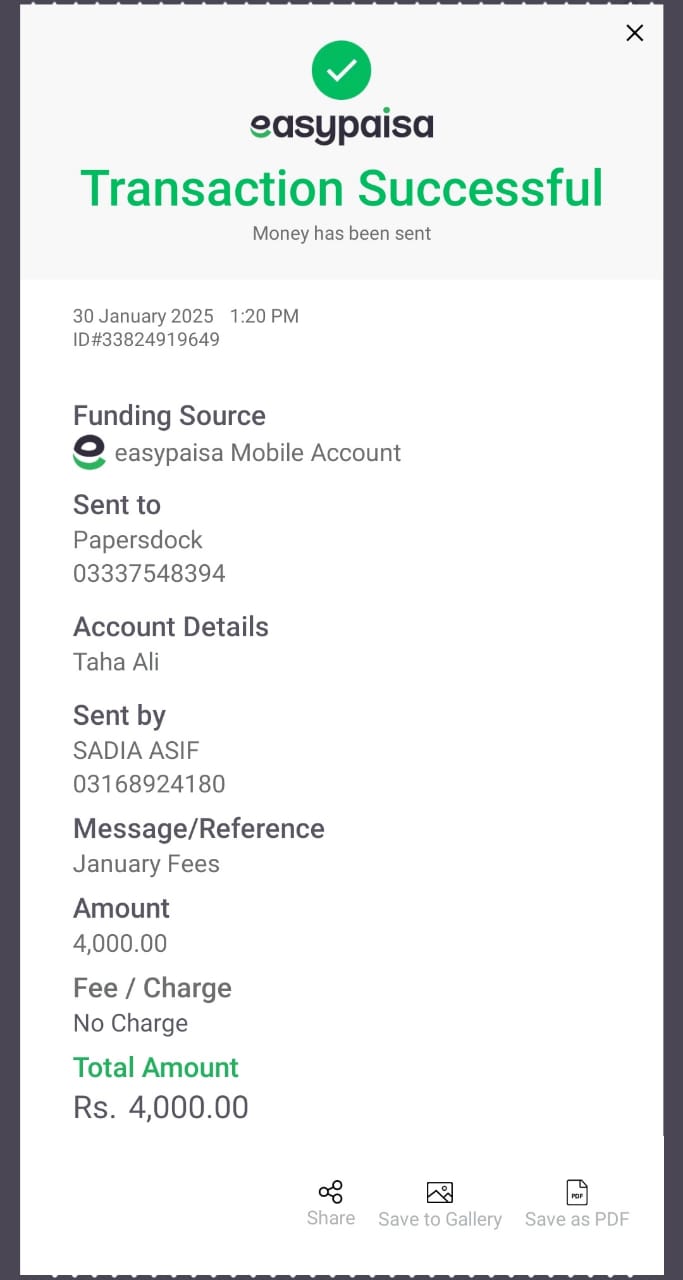 easypaisa
Transaction Successful
Money has been sent
30 January 2025 1:20 PM
ID#33824919649
Funding Source
easypaisa Mobile Account
Sent to
Papersdock
03337548394
Account Details
Taha Ali
Sent by
SADIA ASIF
03168924180
Message/Reference
January Fees
Amount
4,000.00
Fee / Charge
No Charge
Total Amount
Rs. 4,000.00
PDF
Share Save to Gallery Save as PDF